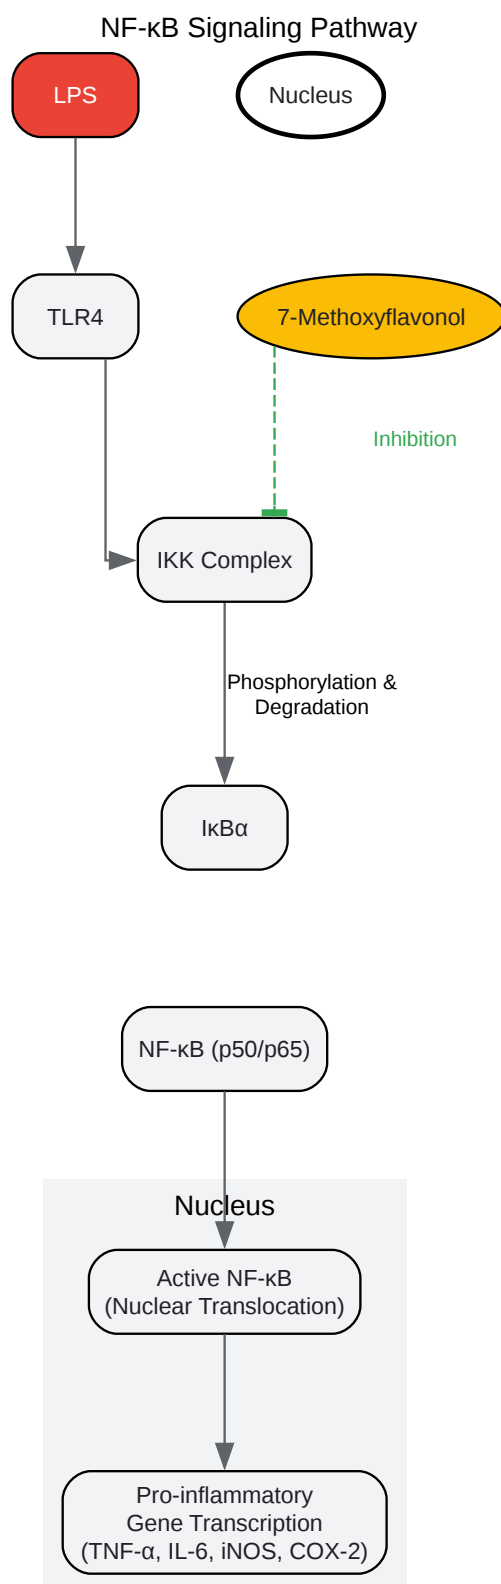 NF-κB Signaling Pathway
LPS
Nucleus
TLR4
7-Methoxyflavonol
Inhibition
IKK Complex
Phosphorylation &
Degradation
IκBα
NF-κB (p50/p65)
Nucleus
Active NF-κB
(Nuclear Translocation)
Pro-inflammatory
Gene Transcription
(TNF-α, IL-6, iNOS, COX-2)